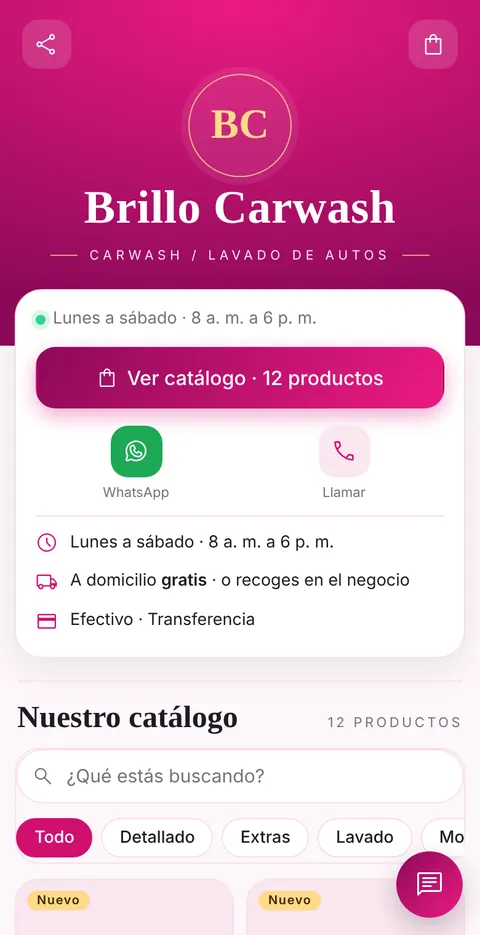 BC
Brillo Carwash
CARWASH / LAVADO DE AUTOS
Lunes a sábado · 8 a. m. a 6 p. m.
Ver catálogo · 12 productos
WhatsApp
Llamar
Lunes a sábado · 8 a. m. a 6 p. m.
A domicilio gratis · o recoges en el negocio
Efectivo · Transferencia
Nuestro catálogo
12 PRODUCTOS
¿Qué estás buscando?
Todo
Detallado
Extras
Lavado
Mo
Nuevo
Nuevo